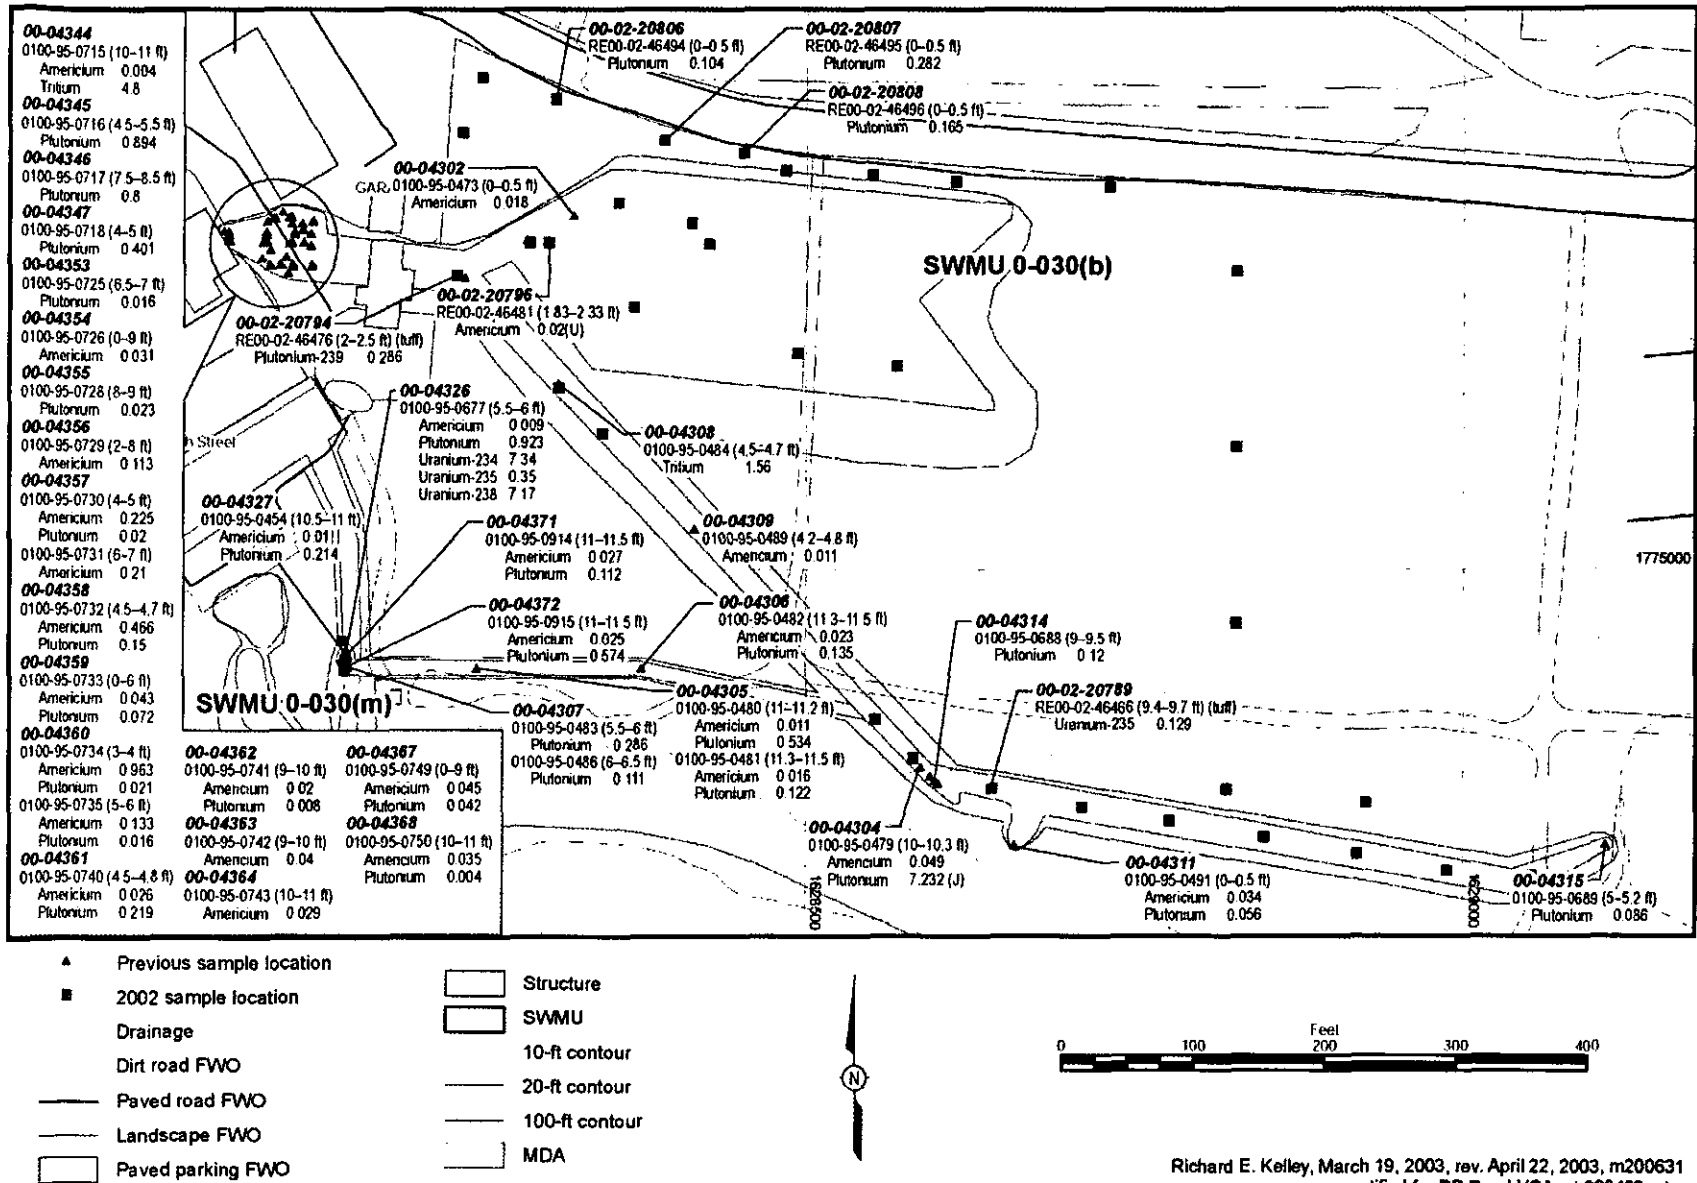 00-04344
0100-95-0715 (10–11 ft)
Americium 0.004
Tritium 4.8
00-04345
0100-95-0716 (4.5–5.5 ft)
Plutonium 0.894
00-04346
0100-95-0717 (7.5–8.5 ft)
Plutonium 0.8
00-04347
0100-95-0718 (4–5 ft)
Plutonium 0.401
00-04353
0100-95-0725 (6.5–7 ft)
Plutonium 0.016
00-04354
0100-95-0726 (0–9 ft)
Americium 0.031
00-04355
0100-95-0728 (8–9 ft)
Plutonium 0.023
00-04356
0100-95-0729 (2–8 ft)
Americium 0 113
00-04357
0100-95-0730 (4–5 ft)
Americium 0.225
Plutonium 0.02
0100-95-0731 (6-7 ft)
Americium 0.21
00-04358
0100-95-0732 (4.5–4.7 ft)
Americium 0.466
Plutonium 0.15
00-04359
0100-95-0733 (0–6 ft)
Americium 0.043
Plutonium 0.072
00-04360
0100-95-0734 (3–4 ft)
Americium 0.963
Plutonium 0.021
0100-95-0735 (5-6 ft)
Americium 0.133
Plutonium 0.016
00-04361
0100-95-0740 (4 5–4.8 ft)
Americium 0 026
Plutonium 0.219
00-04362
0100-95-0741 (9–10 ft)
Americium 0 02
Plutonium 0 008
00-04363
0100-95-0742 (9–10 ft)
Americium 0.04
00-04364
0100-95-0743 (10–11 ft)
Americium 0 029
00-04367
0100-95-0749 (0–9 ft)
Americium 0.045
Plutonium 0.042
00-04368
0100-95-0750 (10–11 ft)
Americium 0.035
Plutonium 0.004
00-02-20806
RE00-02-46494 (0–0 5 ft)
Plutonium 0.104
00-02-20807
RE00-02-46495 (0–0.5 ft)
Plutonium 0.282
00-02-20808
RE00-02-46496 (0–0.5 ft)
Plutonium 0.165
00-04302
GAR
0100-95-0473 (0–0.5 ft)
Americium 0.018
SWMU 0-030(b)
00-02-20796
RE00-02-46481 (1 83–2 33 ft)
Americium 0.02(U)
00-02-20794
RE00-02-46476 (2–2.5 ft) (tuff)
Plutonium-239 0.286
00-04326
0100-95-0677 (5.5–6 ft)
Americium 0.009
Plutonium 0.923
Uranium-234 7 34
Uranium-235 0.35
Uranium-238 7 17
Street
00-04308
0100-95-0484 (4.5–4.7 ft)
Tritium 1.56
00-04327
0100-95-0454 (10.5–11 ft)
Americium 0 011
Plutonium 0.214
00-04371
0100-95-0914 (11–11.5 ft)
Americium 0.027
Plutonium 0.112
00-04309
0100-95-0489 (4 2–4.8 ft)
Americium 0.011
1775000
00-04372
0100-95-0915 (11–11 5 ft)
Americium 0.025
Plutonium 0.574
00-04306
0100-95-0482 (11 3–11 5 ft)
Americium 0.023
Plutonium 0.135
00-04314
0100-95-0688 (9–9.5 ft)
Plutonium 0 12
SWMU 0-030(m)
00-04307
0100-95-0483 (5.5–6 ft)
Plutonium 0 286
0100-95-0486 (6–6.5 ft)
Plutonium 0 111
00-04305
0100-95-0480 (11–11.2 ft)
Americium 0.011
Plutonium 0.534
0100-95-0481 (11.3–11.5 ft)
Americium 0 016
Plutonium 0.122
00-02-20789
RE00-02-46466 (9.4–9.7 ft) (tuff)
Uranium-235 0.129
00-04304
0100-95-0479 (10–10.3 ft)
Americium 0.049
Plutonium 7.232 (J)
00-04311
0100-95-0491 (0–0.5 ft)
Americium 0.034
Plutonium 0.056
00-04315
0100-95-0689 (5–5.2 ft)
Plutonium 0.086
1628500
1629000
Previous sample location
2002 sample location
Drainage
Dirt road FWO
Paved road FWO
Landscape FWO
Paved parking FWO
Structure
SWMU
10-ft contour
20-ft contour
100-ft contour
MDA
N
Feet
0 100 200 300 400
Richard E. Kelley, March 19, 2003, rev. April 22, 2003, m200631